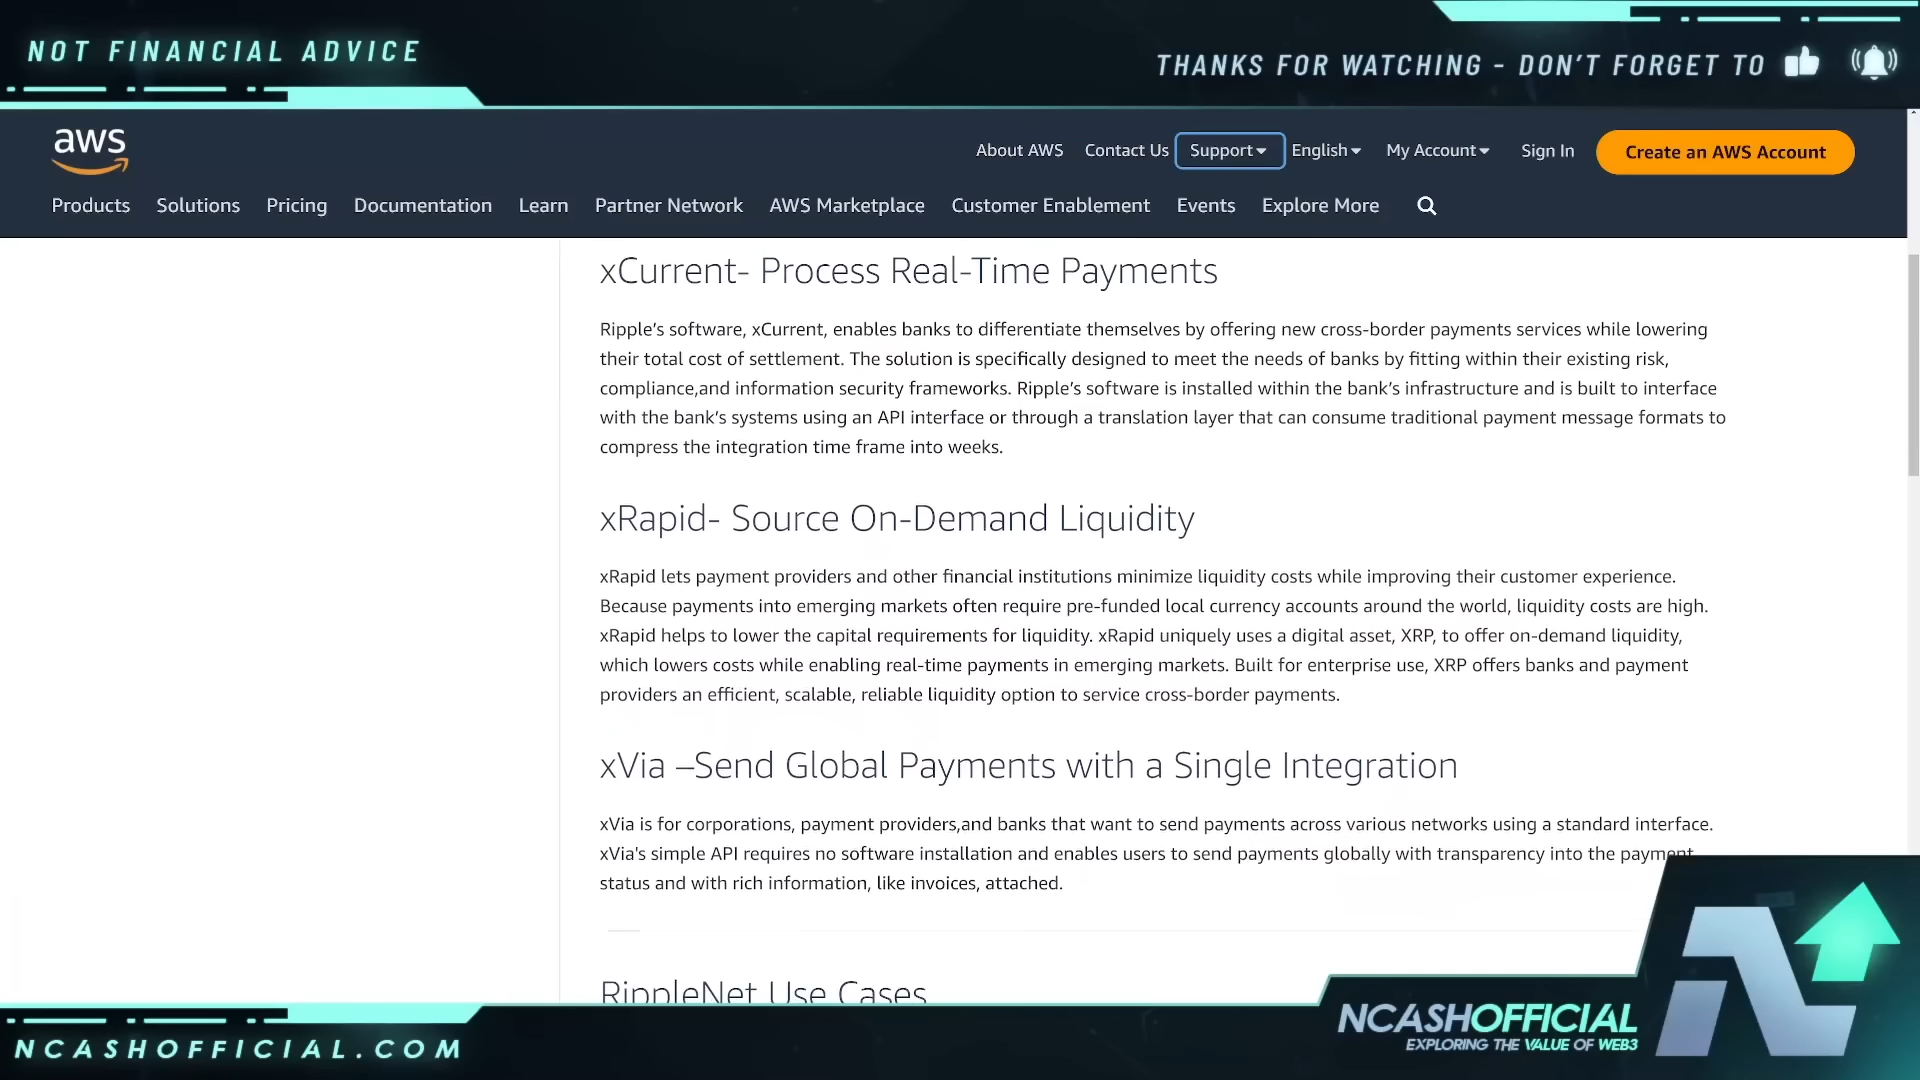 NOT FINANCIAL ADVICE
THANKS FOR WATCHING - DON'T FORGET TO
aws
About AWS Contact Us Support English My Account Sign In Create an AWS Account
Products Solutions Pricing Documentation Learn Partner Network AWS Marketplace Customer Enablement Events Explore More
xCurrent- Process Real-Time Payments
Ripple's software, xCurrent, enables banks to differentiate themselves by offering new cross-border payments services while lowering
their total cost of settlement. The solution is specifically designed to meet the needs of banks by fitting within their existing risk,
compliance,and information security frameworks. Ripple's software is installed within the bank's infrastructure and is built to interface
with the bank's systems using an API interface or through a translation layer that can consume traditional payment message formats to
compress the integration time frame into weeks.
xRapid- Source On-Demand Liquidity
xRapid lets payment providers and other financial institutions minimize liquidity costs while improving their customer experience.
Because payments into emerging markets often require pre-funded local currency accounts around the world, liquidity costs are high.
xRapid helps to lower the capital requirements for liquidity. xRapid uniquely uses a digital asset, XRP, to offer on-demand liquidity,
which lowers costs while enabling real-time payments in emerging markets. Built for enterprise use, XRP offers banks and payment
providers an efficient, scalable, reliable liquidity option to service cross-border payments.
xVia –Send Global Payments with a Single Integration
xVia is for corporations, payment providers,and banks that want to send payments across various networks using a standard interface.
xVia's simple API requires no software installation and enables users to send payments globally with transparency into the payment
status and with rich information, like invoices, attached.
RippleNet Use Cases
NCASHOFFICIAL
EXPLORING THE VALUE OF WEB3
NCASHOFFICIAL.COM